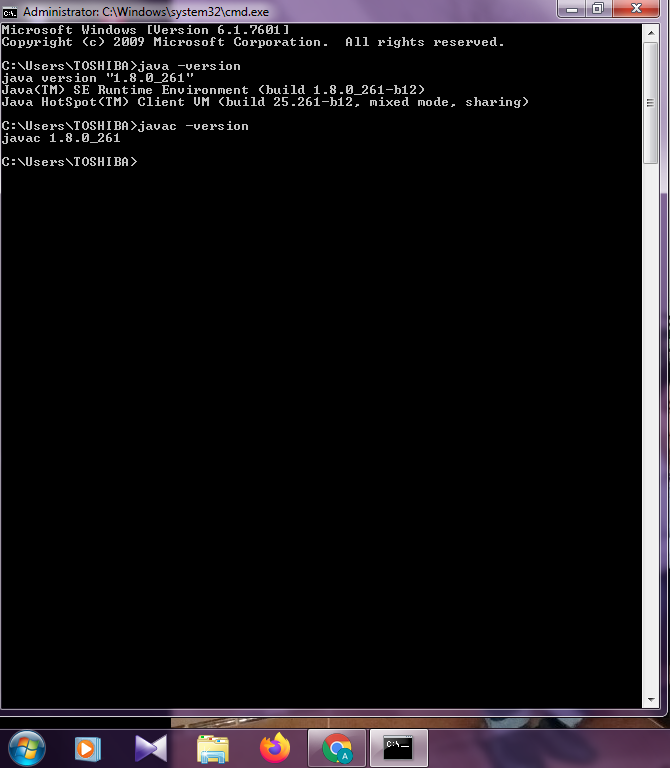 Administrator: C:\Windows\system32\cmd.exe
Microsoft Windows [Version 6.1.7601]
Copyright (c) 2009 Microsoft Corporation.  All rights reserved.
C:\Users\TOSHIBA>java -version
java version "1.8.0_261"
Java(TM) SE Runtime Environment (build 1.8.0_261-b12)
Java HotSpot(TM) Client VM (build 25.261-b12, mixed mode, sharing)
C:\Users\TOSHIBA>javac -version
javac 1.8.0_261
C:\Users\TOSHIBA>
A
C:\